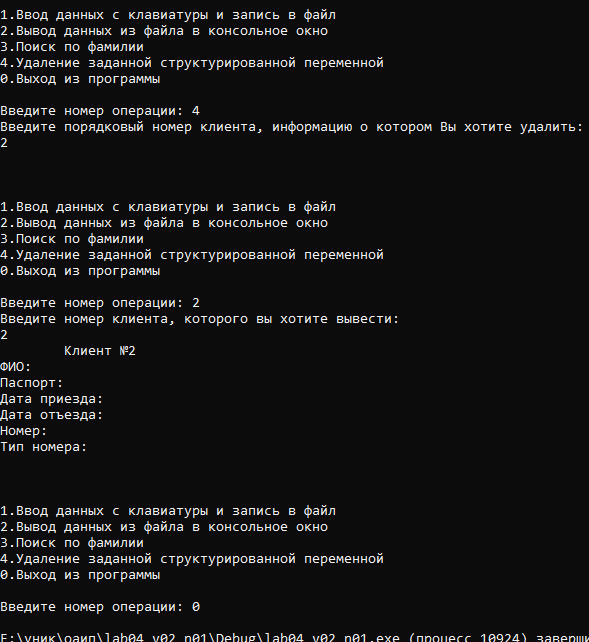 1.Ввод данных с клавиатуры и запись в файл
2.Вывод данных из файла в консольное окно
3.Поиск по фамилии
4.Удаление заданной структурированной переменной
0.Выход из программы
Введите номер операции: 4
Введите порядковый номер клиента, информацию о котором Вы хотите удалить:
2
1.Ввод данных с клавиатуры и запись в файл
2.Вывод данных из файла в консольное окно
3.Поиск по фамилии
4.Удаление заданной структурированной переменной
0.Выход из программы
Введите номер операции: 2
Введите номер клиента, которого вы хотите вывести:
2
Клиент №2
ФИО:
Паспорт:
Дата приезда:
Дата отъезда:
Номер:
Тип номера:
1.Ввод данных с клавиатуры и запись в файл
2.Вывод данных из файла в консольное окно
3.Поиск по фамилии
4.Удаление заданной структурированной переменной
0.Выход из программы
Введите номер операции: 0
E:\уник\оаип\lab04_v02_n01\Debug\lab04_v02_n01.exe (процесс 10924) заверши